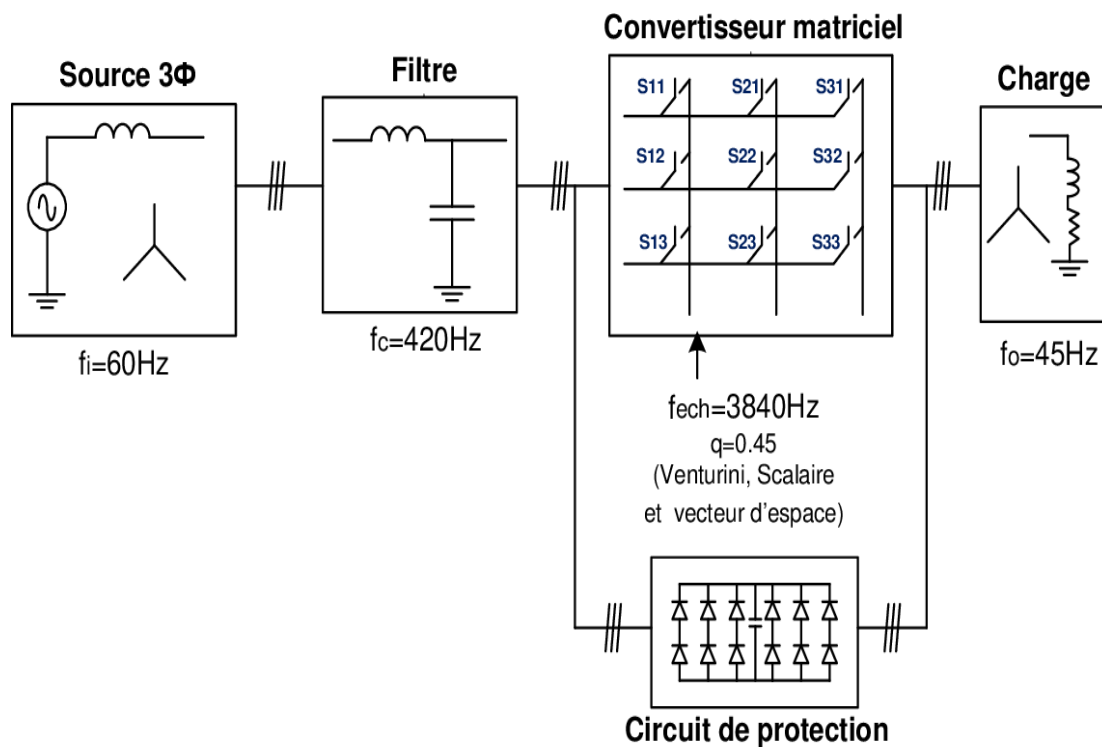 Convertisseur matriciel
Source 3Φ
Filtre
Charge
S11
S21
S31
S12
S22
S32
S13
S23
S33
fi=60Hz
fc=420Hz
fo=45Hz
fech=3840Hz
q=0.45
(Venturini, Scalaire
et vecteur d'espace)
Circuit de protection